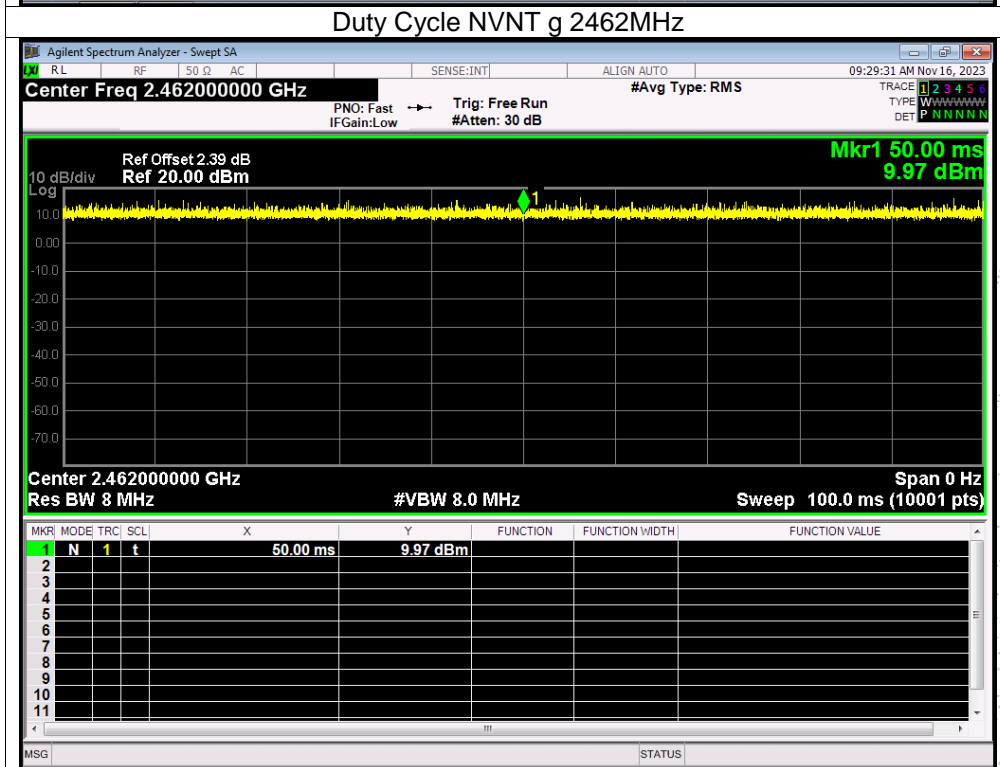 Duty Cycle NVNT g 2462MHz
Agilent Spectrum Analyzer - Swept SA
LXI RL RF 50 Ω AC SENSE:INT ALIGN AUTO 09:29:31 AM Nov 16, 2023
Center Freq 2.462000000 GHz #Avg Type: RMS TRACE 1 2 3 4 5 6
PNO: Fast Trig: Free Run TYPE WWWWWW
IFGain:Low #Atten: 30 dB DET P N N N N N
Mkr1 50.00 ms
Ref Offset 2.39 dB
10 dB/div Ref 20.00 dBm 9.97 dBm
Log
1
10.0
0.00
-10.0
-20.0
-30.0
-40.0
-50.0
-60.0
-70.0
Center 2.462000000 GHz Span 0 Hz
Res BW 8 MHz #VBW 8.0 MHz Sweep 100.0 ms (10001 pts)
MKR MODE TRC SCL X Y FUNCTION FUNCTION WIDTH FUNCTION VALUE
1 N 1 t 50.00 ms 9.97 dBm
2
3
4
5
6
7
8
9
10
11
MSG STATUS